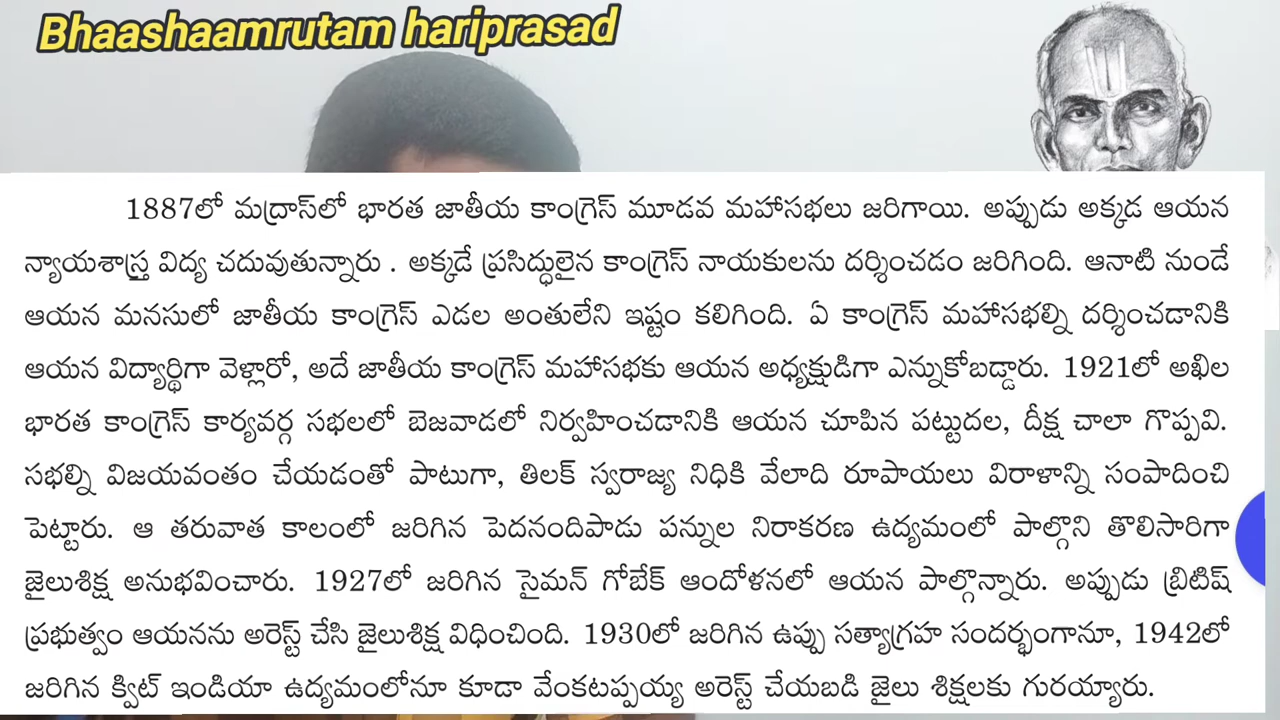 Bhaashaamrutam hariprasad
1887లో మద్రాస్‌లో భారత జాతీయ కాంగ్రెస్ మూడవ మహాసభలు జరిగాయి. అప్పుడు అక్కడ ఆయన
న్యాయశాస్త్ర విద్య చదువుతున్నారు . అక్కడే ప్రసిద్ధులైన కాంగ్రెస్ నాయకులను దర్శించడం జరిగింది. ఆనాటి నుండే
ఆయన మనసులో జాతీయ కాంగ్రెస్ ఎడల అంతులేని ఇష్టం కలిగింది. ఏ కాంగ్రెస్ మహాసభల్ని దర్శించడానికి
ఆయన విద్యార్థిగా వెళ్లారో, అదే జాతీయ కాంగ్రెస్ మహాసభకు ఆయన అధ్యక్షుడిగా ఎన్నుకోబడ్డారు. 1921లో అఖిల
భారత కాంగ్రెస్ కార్యవర్గ సభలలో బెజవాడలో నిర్వహించడానికి ఆయన చూపిన పట్టుదల, దీక్ష చాలా గొప్పవి.
సభల్ని విజయవంతం చేయడంతో పాటుగా, తిలక్ స్వరాజ్య నిధికి వేలాది రూపాయలు విరాళాన్ని సంపాదించి
పెట్టారు. ఆ తరువాత కాలంలో జరిగిన పెదనందిపాడు పన్నుల నిరాకరణ ఉద్యమంలో పాల్గొని తొలిసారిగా
జైలుశిక్ష అనుభవించారు. 1927లో జరిగిన సైమన్ గోబేక్ ఆందోళనలో ఆయన పాల్గొన్నారు. అప్పుడు బ్రిటిష్
ప్రభుత్వం ఆయనను అరెస్ట్ చేసి జైలుశిక్ష విధించింది. 1930లో జరిగిన ఉప్పు సత్యాగ్రహ సందర్భంగానూ, 1942లో
జరిగిన క్విట్ ఇండియా ఉద్యమంలోనూ కూడా వేంకటప్పయ్య అరెస్ట్ చేయబడి జైలు శిక్షలకు గురయ్యారు.